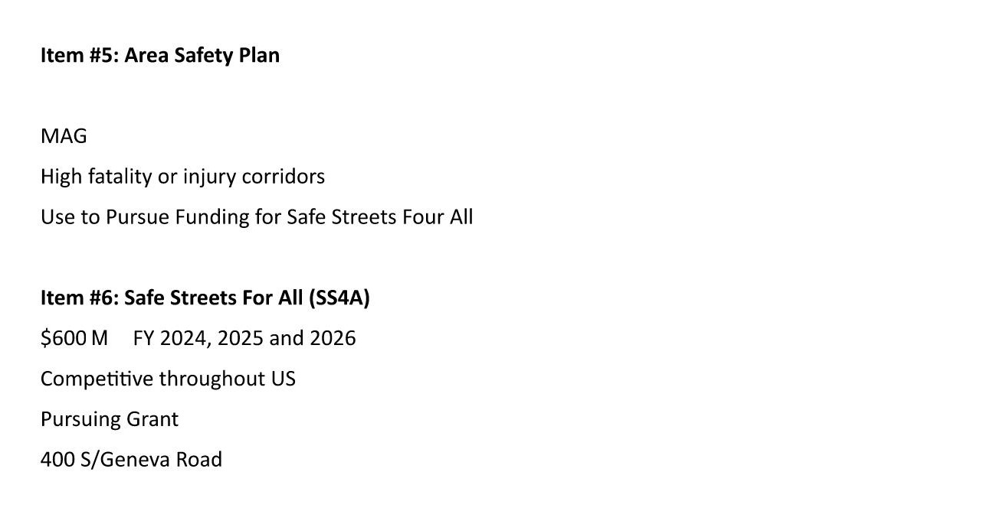 Item #5: Area Safety Plan
MAG
High fatality or injury corridors
Use to Pursue Funding for Safe Streets Four All
Item #6: Safe Streets For All (SS4A)
$600 M    FY 2024, 2025 and 2026
Competitive throughout US
Pursuing Grant
400 S/Geneva Road